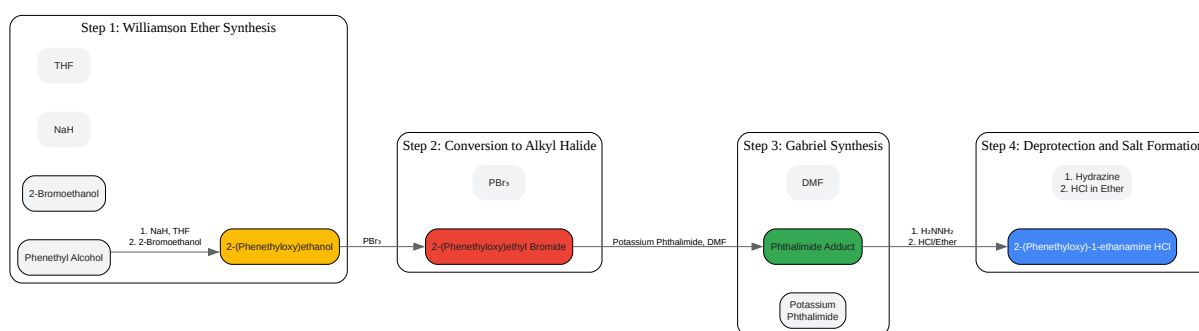 Step 1: Williamson Ether Synthesis
THF
NaH
2-Bromoethanol
Phenethyl Alcohol
1. NaH, THF
2. 2-Bromoethanol
2-(Phenethyloxy)ethanol
PBr₃
Step 2: Conversion to Alkyl Halide
PBr₃
2-(Phenethyloxy)ethyl Bromide
Potassium Phthalimide, DMF
Step 3: Gabriel Synthesis
DMF
Phthalimide Adduct
Potassium
Phthalimide
1. H₂NNH₂
2. HCl/Ether
Step 4: Deprotection and Salt Formation
1. Hydrazine
2. HCl in Ether
2-(Phenethyloxy)-1-ethanamine HCl